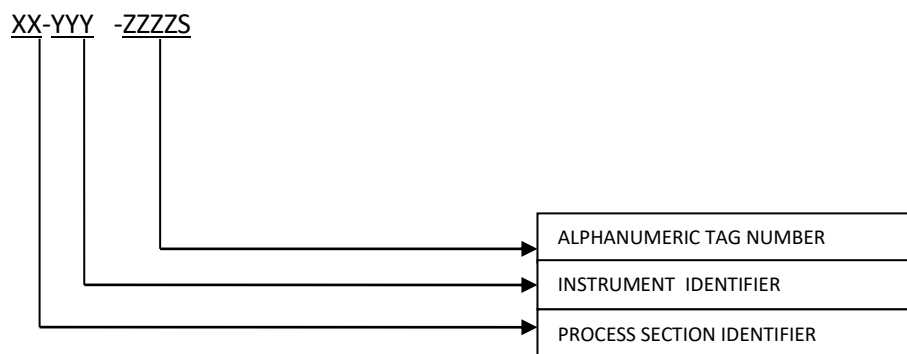 XX-YYY -ZZZZS
ALPHANUMERIC TAG NUMBER
INSTRUMENT IDENTIFIER
PROCESS SECTION IDENTIFIER